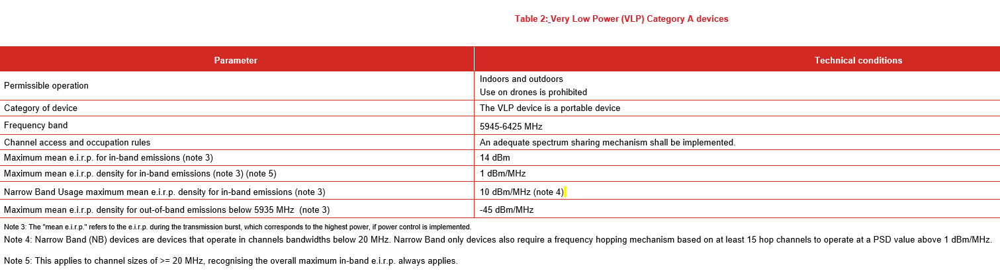 Table 2: Very Low Power (VLP) Category A devices
Parameter
Technical conditions
Permissible operation
Indoors and outdoors
Use on drones is prohibited
Category of device
The VLP device is a portable device
Frequency band
5945-6425 MHz
Channel access and occupation rules
An adequate spectrum sharing mechanism shall be implemented.
Maximum mean e.i.r.p. for in-band emissions (note 3)
14 dBm
Maximum mean e.i.r.p. density for in-band emissions (note 3) (note 5)
1 dBm/MHz
Narrow Band Usage maximum mean e.i.r.p. density for in-band emissions (note 3)
10 dBm/MHz (note 4)
Maximum mean e.i.r.p. density for out-of-band emissions below 5935 MHz (note 3)
-45 dBm/MHz
Note 3: The "mean e.i.r.p." refers to the e.i.r.p. during the transmission burst, which corresponds to the highest power, if power control is implemented.
Note 4: Narrow Band (NB) devices are devices that operate in channels bandwidths below 20 MHz. Narrow Band only devices also require a frequency hopping mechanism based on at least 15 hop channels to operate at a PSD value above 1 dBm/MHz.
Note 5: This applies to channel sizes of >= 20 MHz, recognising the overall maximum in-band e.i.r.p. always applies.